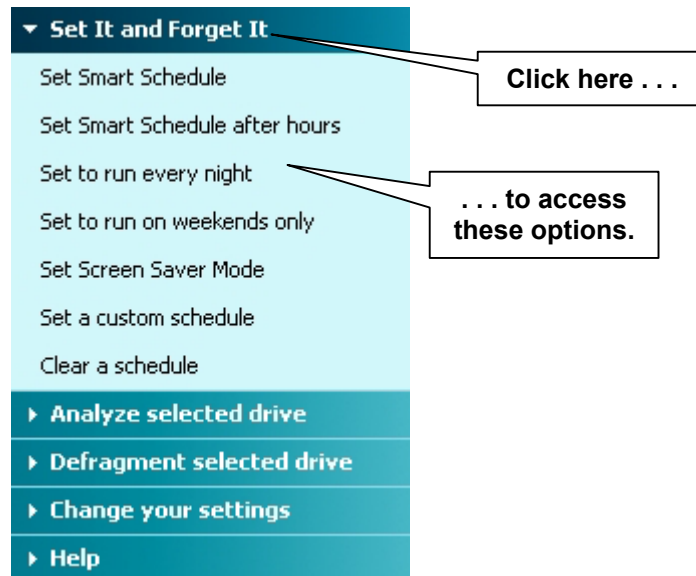 Set It and Forget It
Click here . . .
Set Smart Schedule
Set Smart Schedule after hours
Set to run every night
. . . to access
these options.
Set to run on weekends only
Set Screen Saver Mode
Set a custom schedule
Clear a schedule
Analyze selected drive
Defragment selected drive
Change your settings
Help